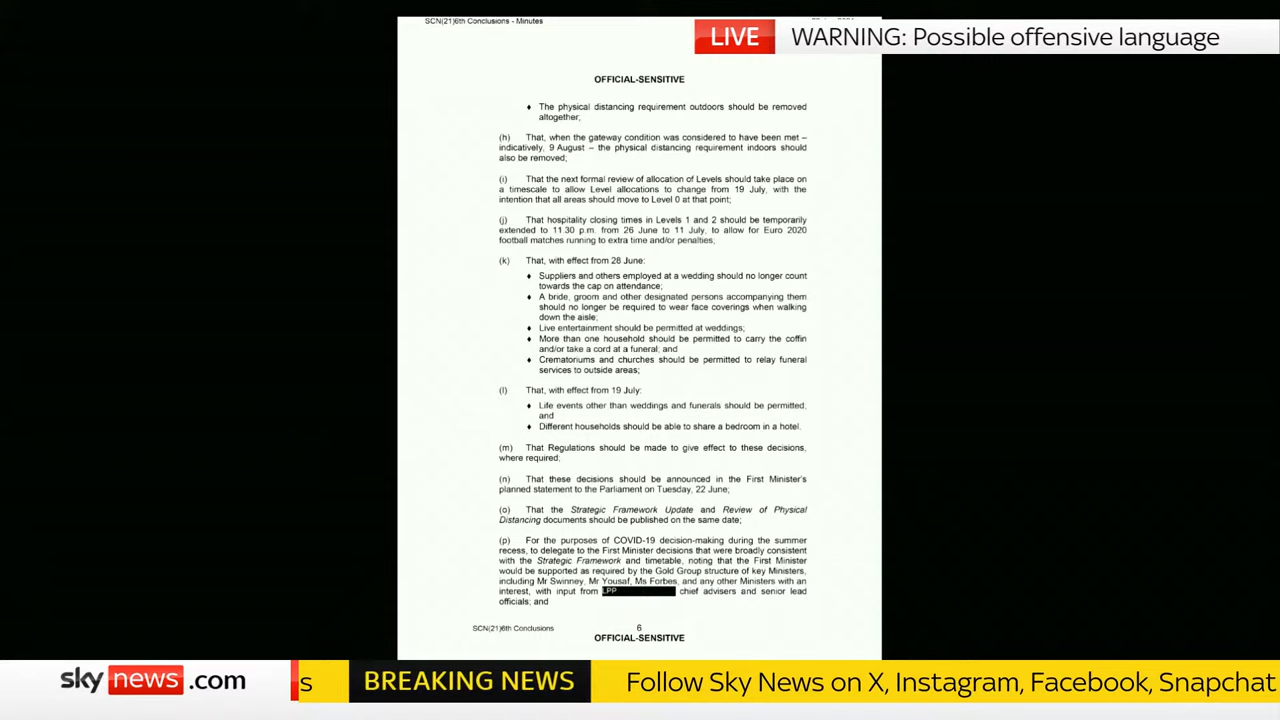 SCN(21)6th Conclusions - Minutes
LIVE
WARNING: Possible offensive language
OFFICIAL-SENSITIVE
♦ The physical distancing requirement outdoors should be removed
altogether;
(h) That, when the gateway condition was considered to have been met –
indicatively, 9 August – the physical distancing requirement indoors should
also be removed;
(i) That the next formal review of allocation of Levels should take place on
a timescale to allow Level allocations to change from 19 July, with the
intention that all areas should move to Level 0 at that point;
(j) That hospitality closing times in Levels 1 and 2 should be temporarily
extended to 11.30 p.m. from 26 June to 11 July, to allow for Euro 2020
football matches running to extra time and/or penalties;
(k) That, with effect from 28 June:
♦ Suppliers and others employed at a wedding should no longer count
towards the cap on attendance;
♦ A bride, groom and other designated persons accompanying them
should no longer be required to wear face coverings when walking
down the aisle;
♦ Live entertainment should be permitted at weddings;
♦ More than one household should be permitted to carry the coffin
and/or take a cord at a funeral; and
♦ Crematoriums and churches should be permitted to relay funeral
services to outside areas;
(l) That, with effect from 19 July:
♦ Life events other than weddings and funerals should be permitted;
and
♦ Different households should be able to share a bedroom in a hotel.
(m) That Regulations should be made to give effect to these decisions,
where required;
(n) That these decisions should be announced in the First Minister's
planned statement to the Parliament on Tuesday, 22 June;
(o) That the Strategic Framework Update and Review of Physical
Distancing documents should be published on the same date;
(p) For the purposes of COVID-19 decision-making during the summer
recess, to delegate to the First Minister decisions that were broadly consistent
with the Strategic Framework and timetable, noting that the First Minister
would be supported as required by the Gold Group structure of key Ministers,
including Mr Swinney, Mr Yousaf, Ms Forbes, and any other Ministers with an
interest, with input from LPP chief advisers and senior lead
officials; and
6
SCN(21)6th Conclusions
OFFICIAL-SENSITIVE
sky news .com
s
BREAKING NEWS
Follow Sky News on X, Instagram, Facebook, Snapchat